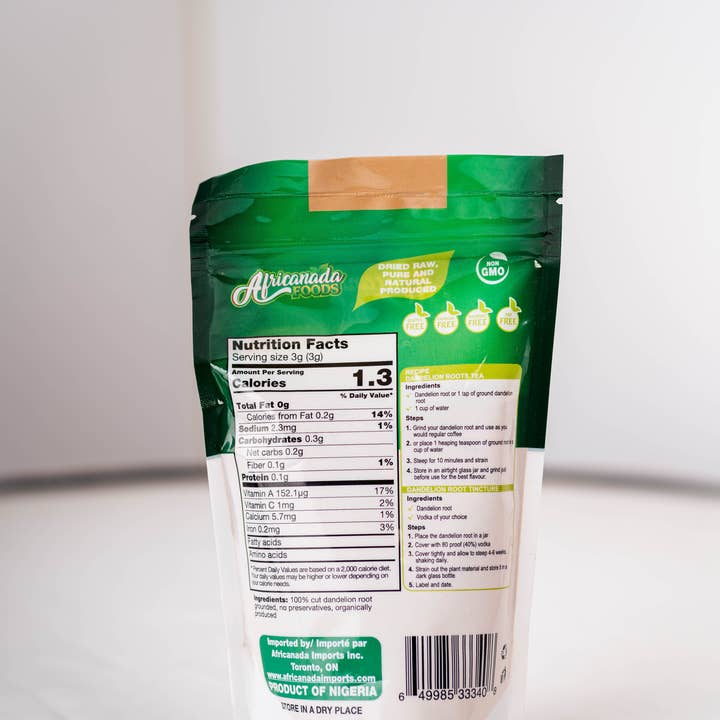 Africanada
FOODS
DRIED RAW,
PURE AND
NATURAL
PRODUCED
NON
GMO
FREE
FREE
FREE
FREE
Nutrition Facts
Serving size 3g (3g)
Amount Per Serving
Calories 1.3
% Daily Value*
Total Fat 0g
Calories from Fat 0.2g 14%
Sodium 2.3mg 1%
Carbohydrates 0.3g
Net carbs 0.2g
Fiber 0.1g 1%
Protein 0.1g
Vitamin A 152.1µg 17%
Vitamin C 1mg 2%
Calcium 5.7mg 1%
Iron 0.2mg 3%
Fatty acids
Amino acids
*Percent Daily Values are based on a 2,000 calorie diet.
Your daily values may be higher or lower depending on
your calorie needs.
Ingredients: 100% cut dandelion root
grounded, no preservatives, organically
produced
Imported by/ Importé par
Africanada Imports Inc.
Toronto, ON
www.africanadaimports.com
PRODUCT OF NIGERIA
STORE IN A DRY PLACE
RECIPE
DANDELION ROOTS TEA
Ingredients
Dandelion root or 1 tap of ground dandelion
root
1 cup of water
Steps
1. Grind your dandelion root and use as you
would regular coffee
2. or place 1 heaping teaspoon of ground root
cup of water
3. Steep for 10 minutes and strain
4. Store in an airtight glass jar and grind just
before use for the best flavour.
DANDELION ROOT TINCTURE
Ingredients
Dandelion root
Vodka of your choice
Steps
1. Place the dandelion root in a jar
2. Cover with 80 proof (40%) vodka
3. Cover tightly and allow to steep 4-6 weeks,
shaking daily.
4. Strain out the plant material and store it in a
dark glass bottle
5. Label and date.
6 49985 33340 9